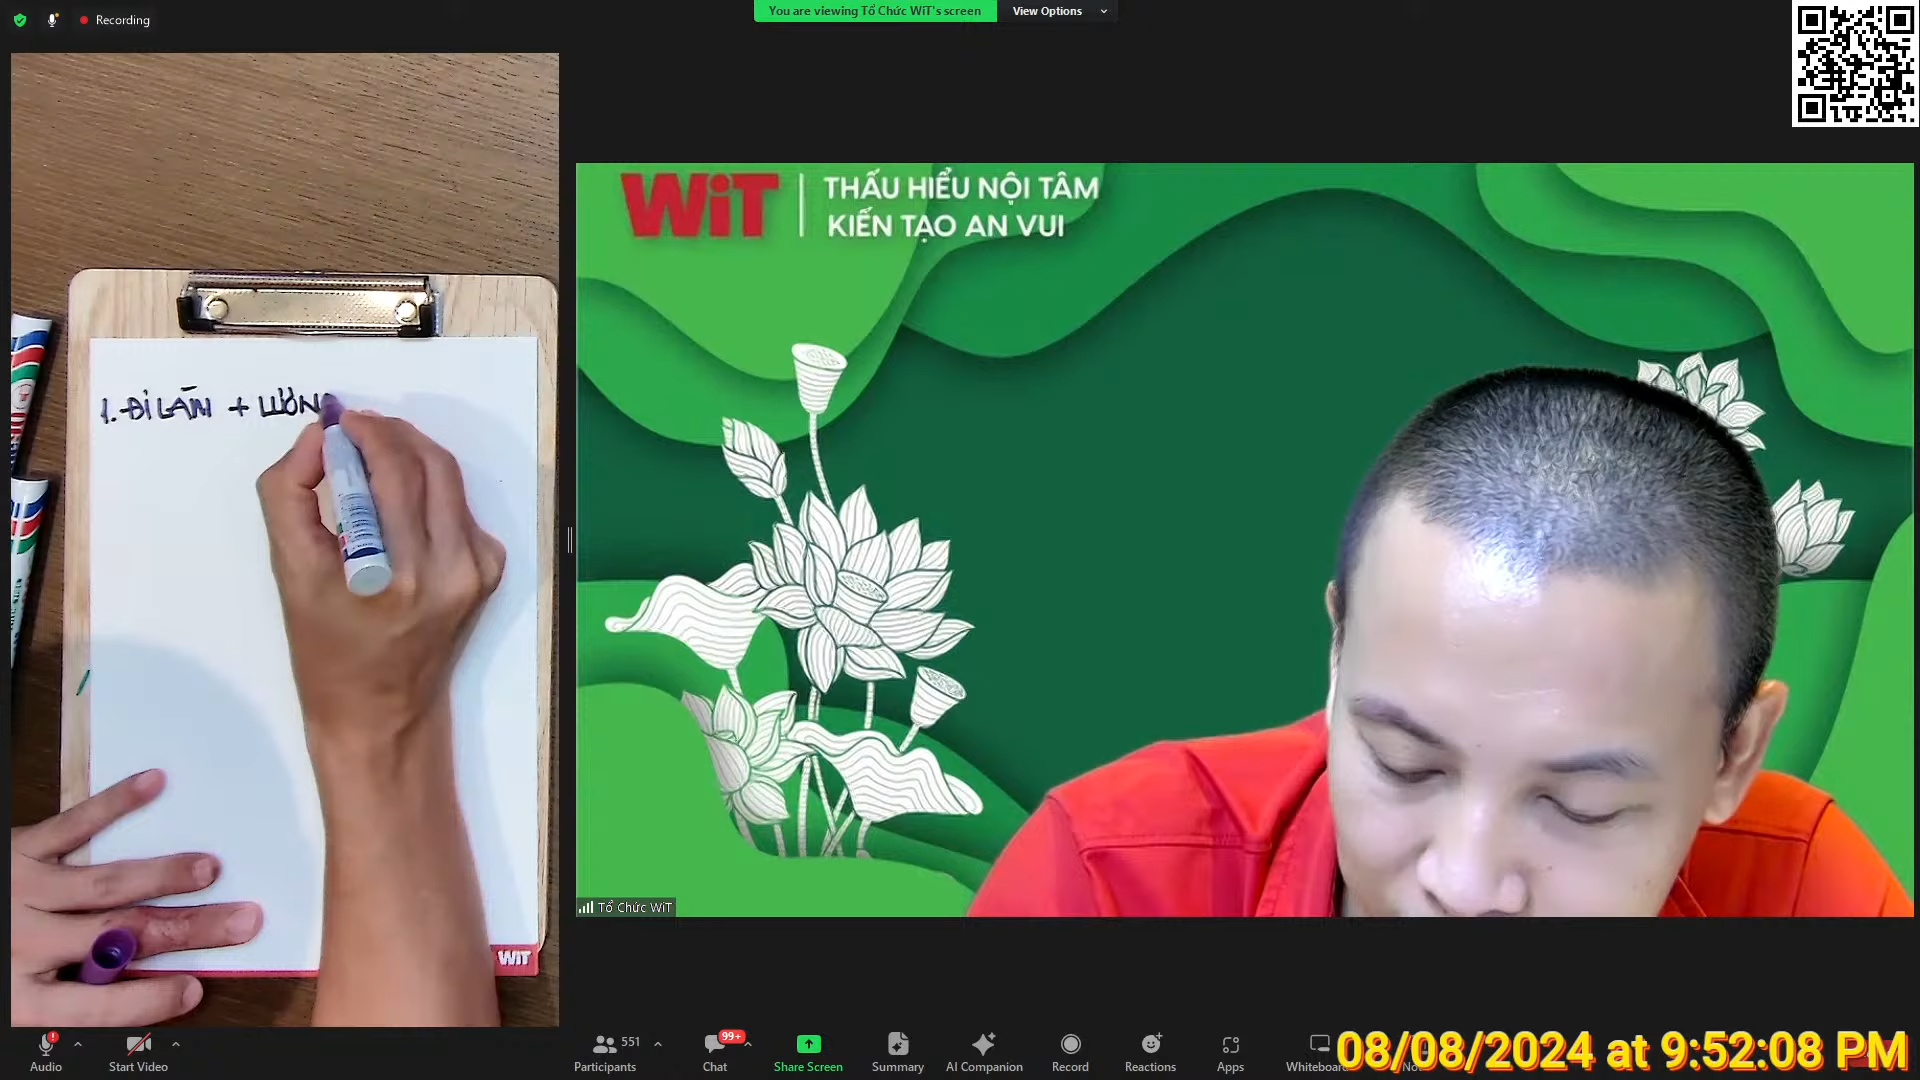 Recording
You are viewing Tổ Chức WiT's screen
View Options
WiT
THẤU HIỂU NỘI TÂM
KIẾN TẠO AN VUI
1. ĐI LÀM + LƯƠN
WiT
Tổ Chức WiT
Audio
Start Video
551
Participants
99+
Chat
Share Screen
Summary
AI Companion
Record
Reactions
Apps
08/08/2024 at 9:52:08 PM